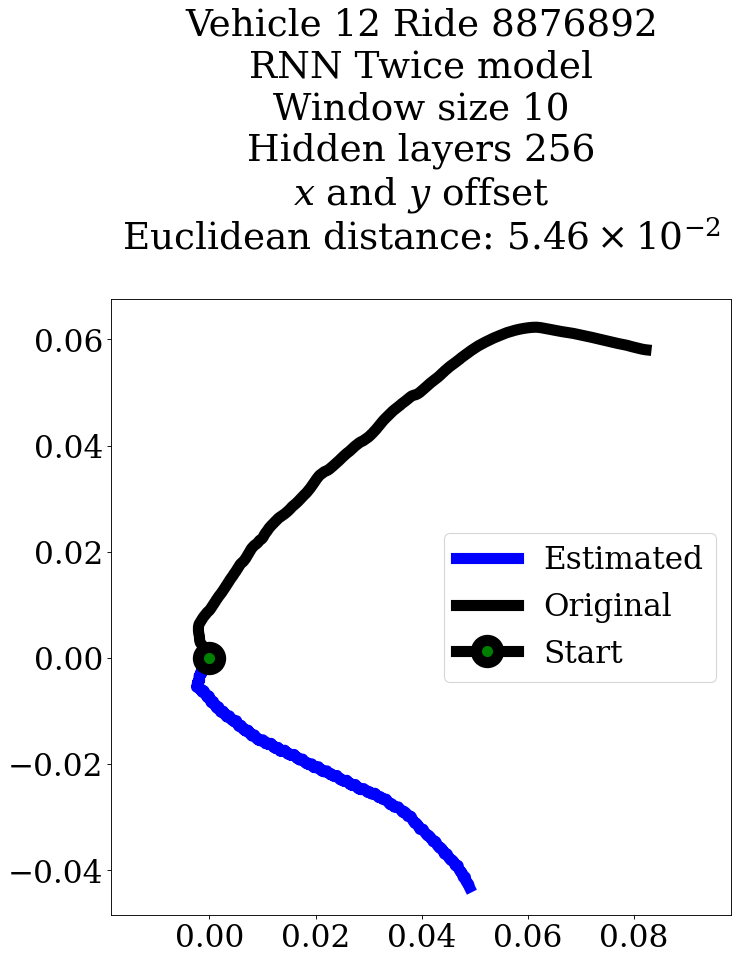 Vehicle 12 Ride 8876892
RNN Twice model
Window size 10
Hidden layers 256
x and y offset
Euclidean distance: 5.46 × 10⁻²
0.06
0.04
0.02
0.00
−0.02
−0.04
Estimated
Original
Start
0.00 0.02 0.04 0.06 0.08